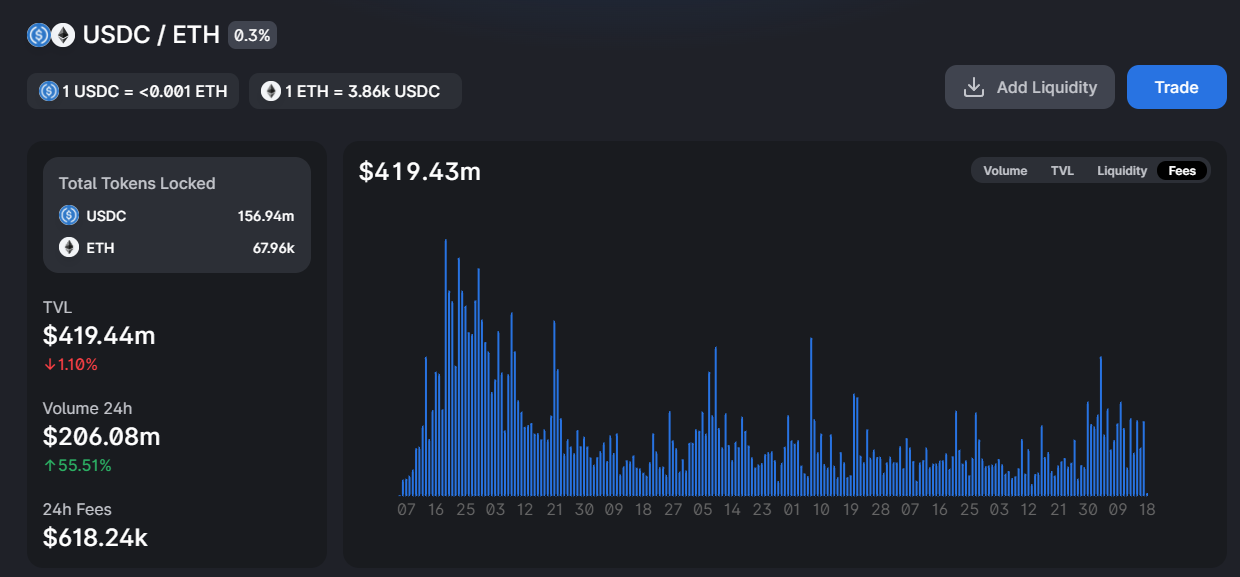 USDC / ETH 0.3%
1 USDC = <0.001 ETH 1 ETH = 3.86k USDC
Add Liquidity Trade
Total Tokens Locked
USDC 156.94m
ETH 67.96k
TVL
$419.44m
↓1.10%
Volume 24h
$206.08m
↑55.51%
24h Fees
$618.24k
$419.43m
Volume TVL Liquidity Fees
07 16 25 03 12 21 30 09 18 27 05 14 23 01 10 19 28 07 16 25 03 12 21 30 09 18